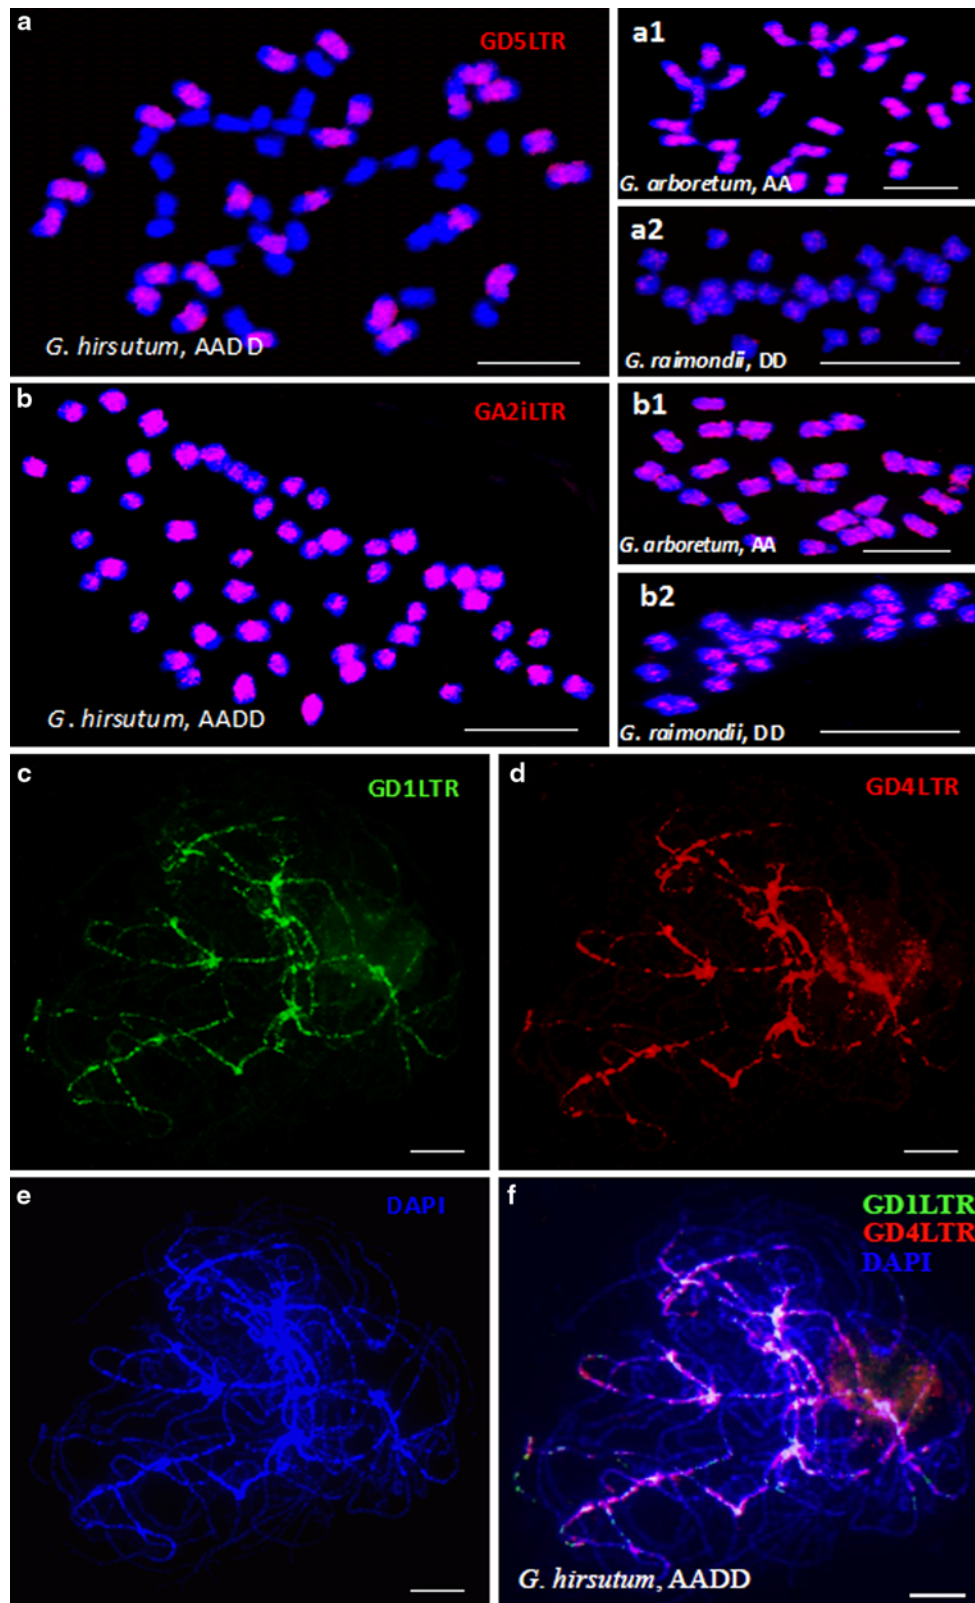 a
GD5LTR
G. hirsutum, AADD
a1
G. arboretum, AA
a2
G. raimondii, DD
b
GA2iLTR
G. hirsutum, AADD
b1
G. arboretum, AA
b2
G. raimondii, DD
c
GD1LTR
d
GD4LTR
e
DAPI
f
GD1LTR
GD4LTR
DAPI
G. hirsutum, AADD